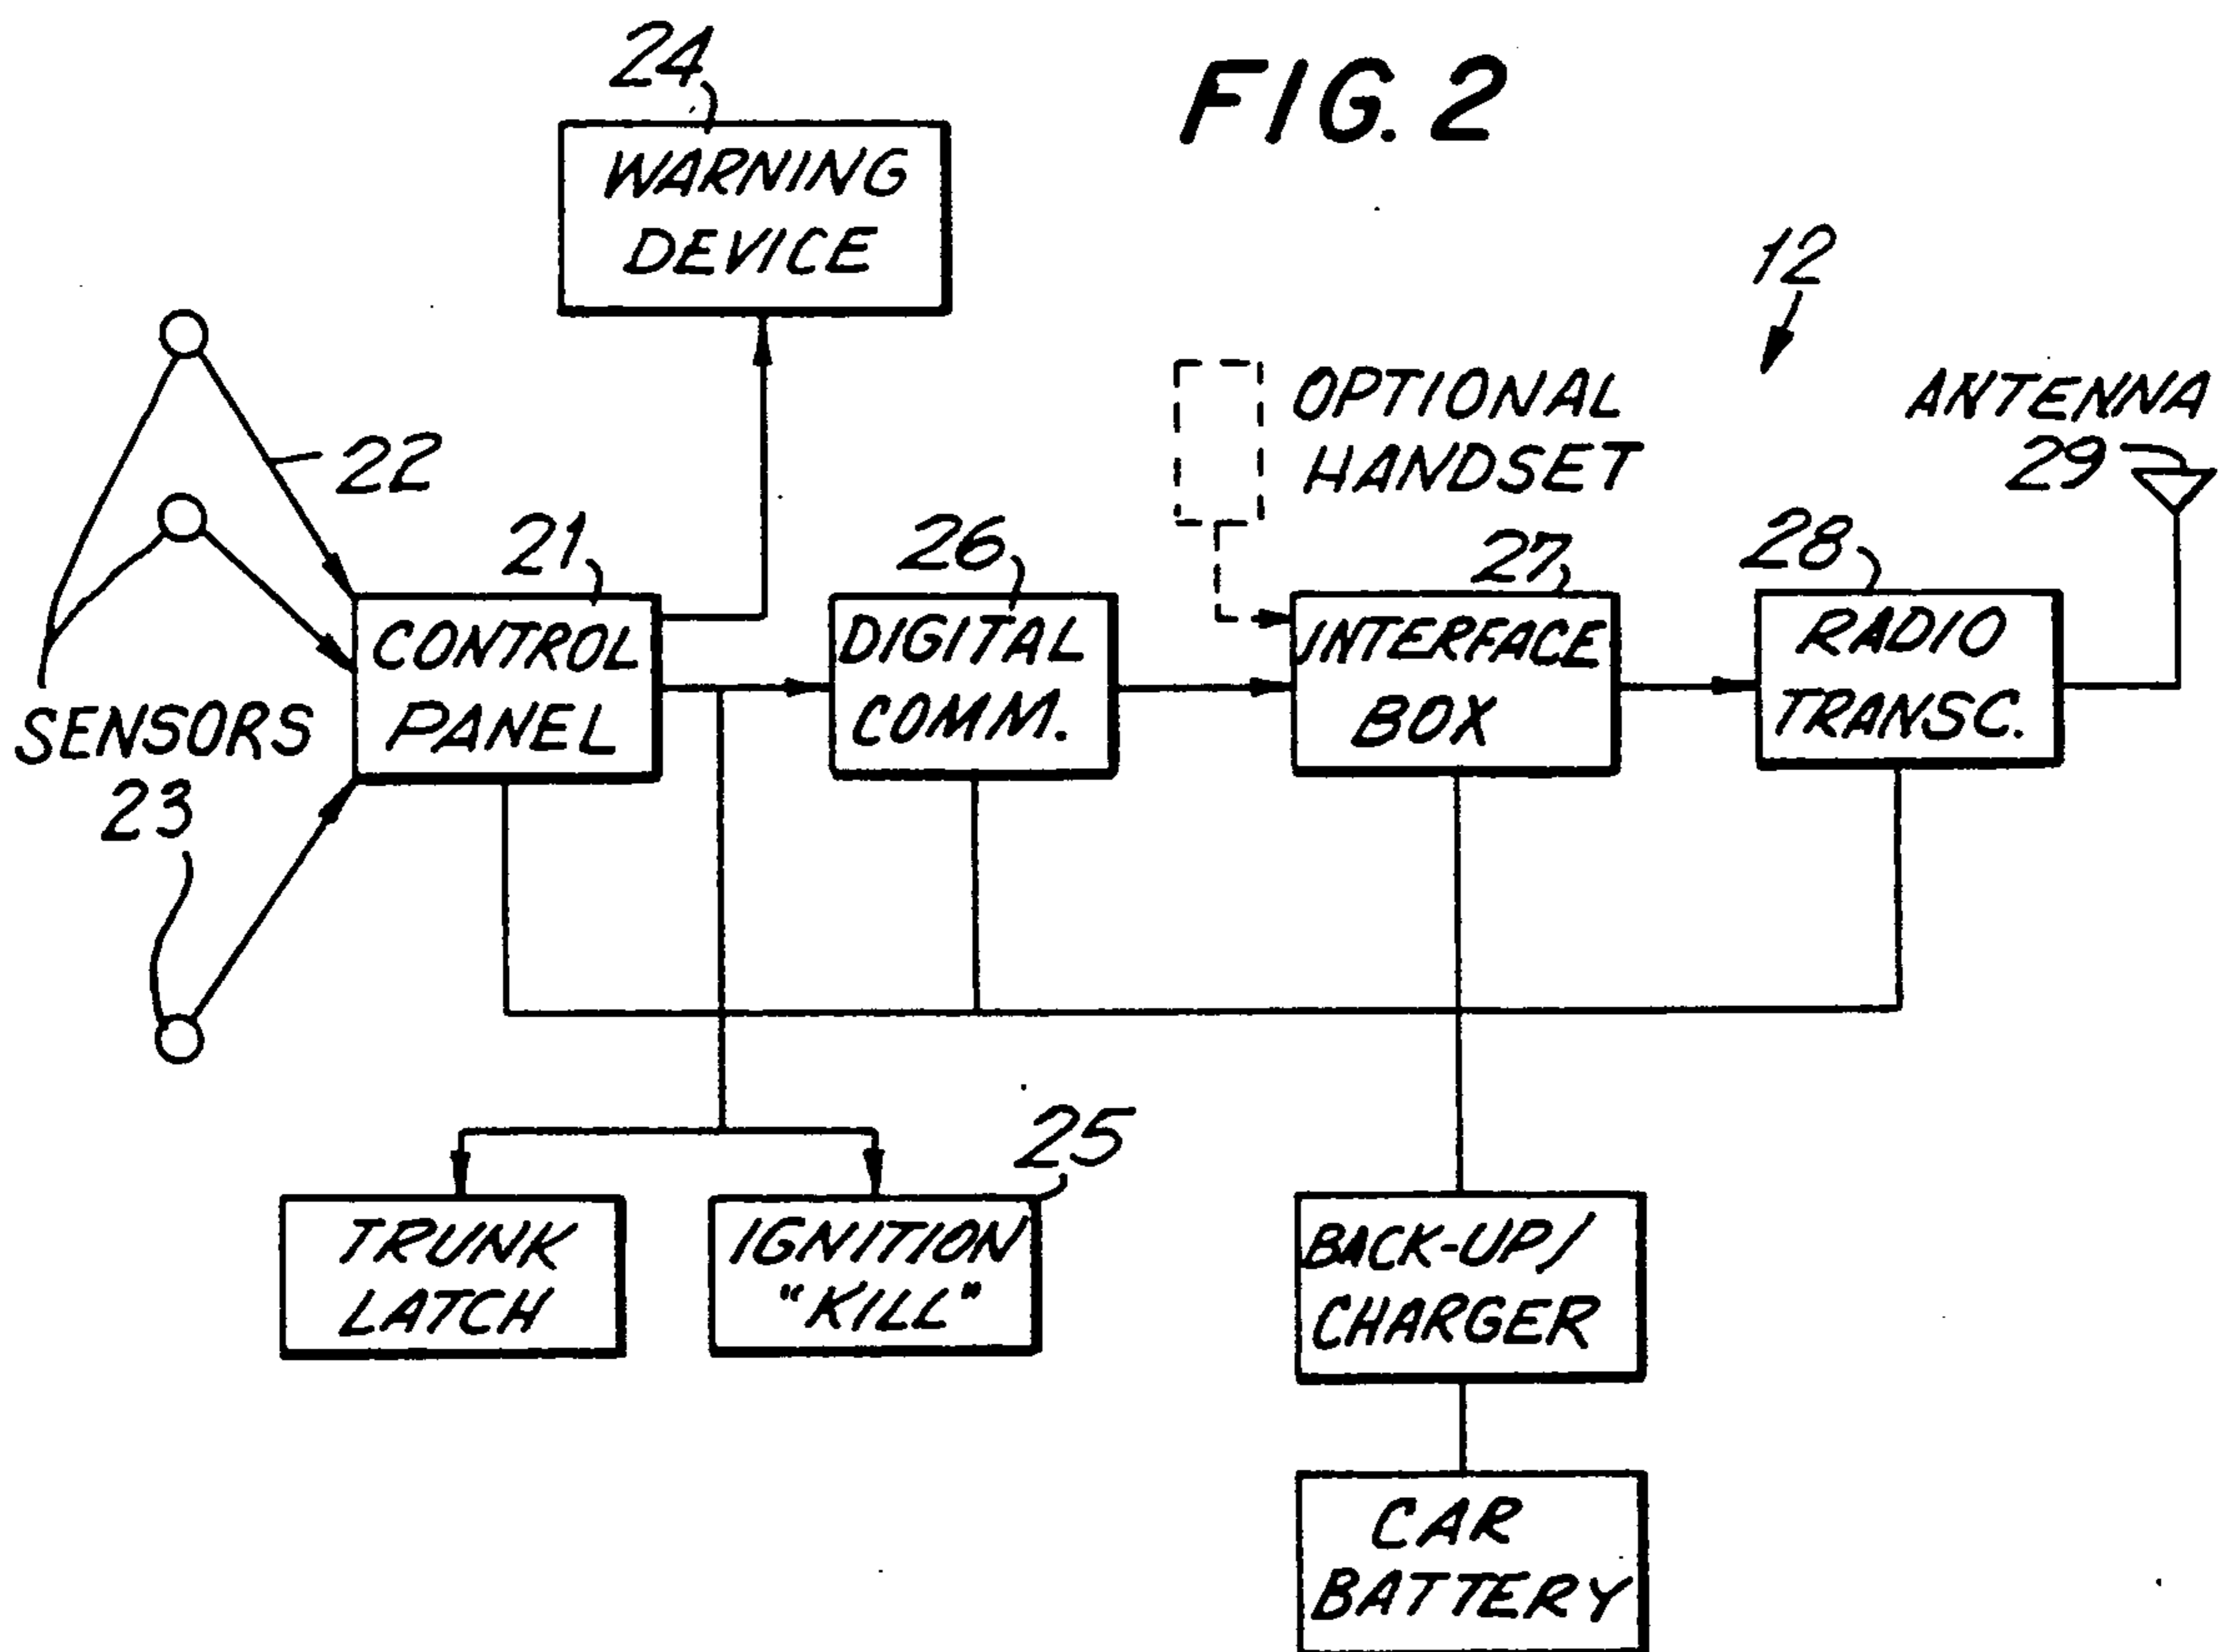 FIG. 2
24
WARNING
DEVICE
12
OPTIONAL
HANDSET
ANTENNA
29
22
21
26
27
28
CONTROL
PANEL
DIGITAL
COMM.
INTERFACE
BOX
RADIO
TRANSC.
SENSORS
23
25
TRUNK
LATCH
IGNITION
"KILL"
BACK-UP/
CHARGER
CAR
BATTERY